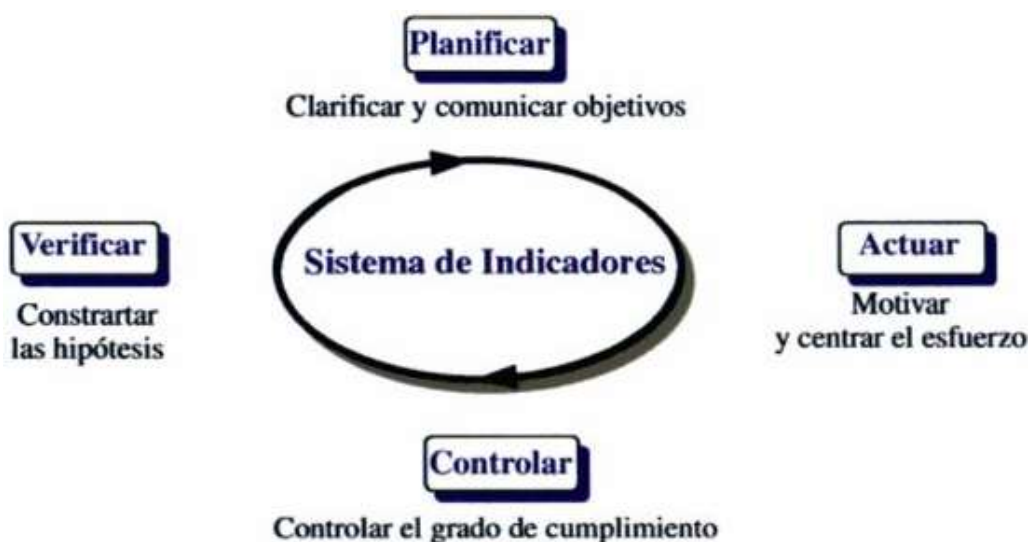 Planificar
Clarificar y comunicar objetivos
Verificar
Constrartar
las hipótesis
Sistema de Indicadores
Actuar
Motivar
y centrar el esfuerzo
Controlar
Controlar el grado de cumplimiento